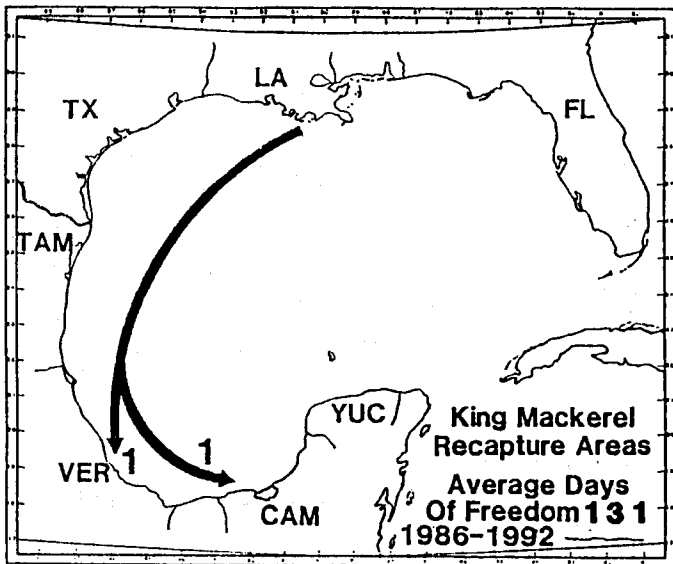 LA
TX
FL
TAM
YUC
King Mackerel
Recapture Areas
1
1
VER
CAM
Average Days
Of Freedom 131
1986-1992